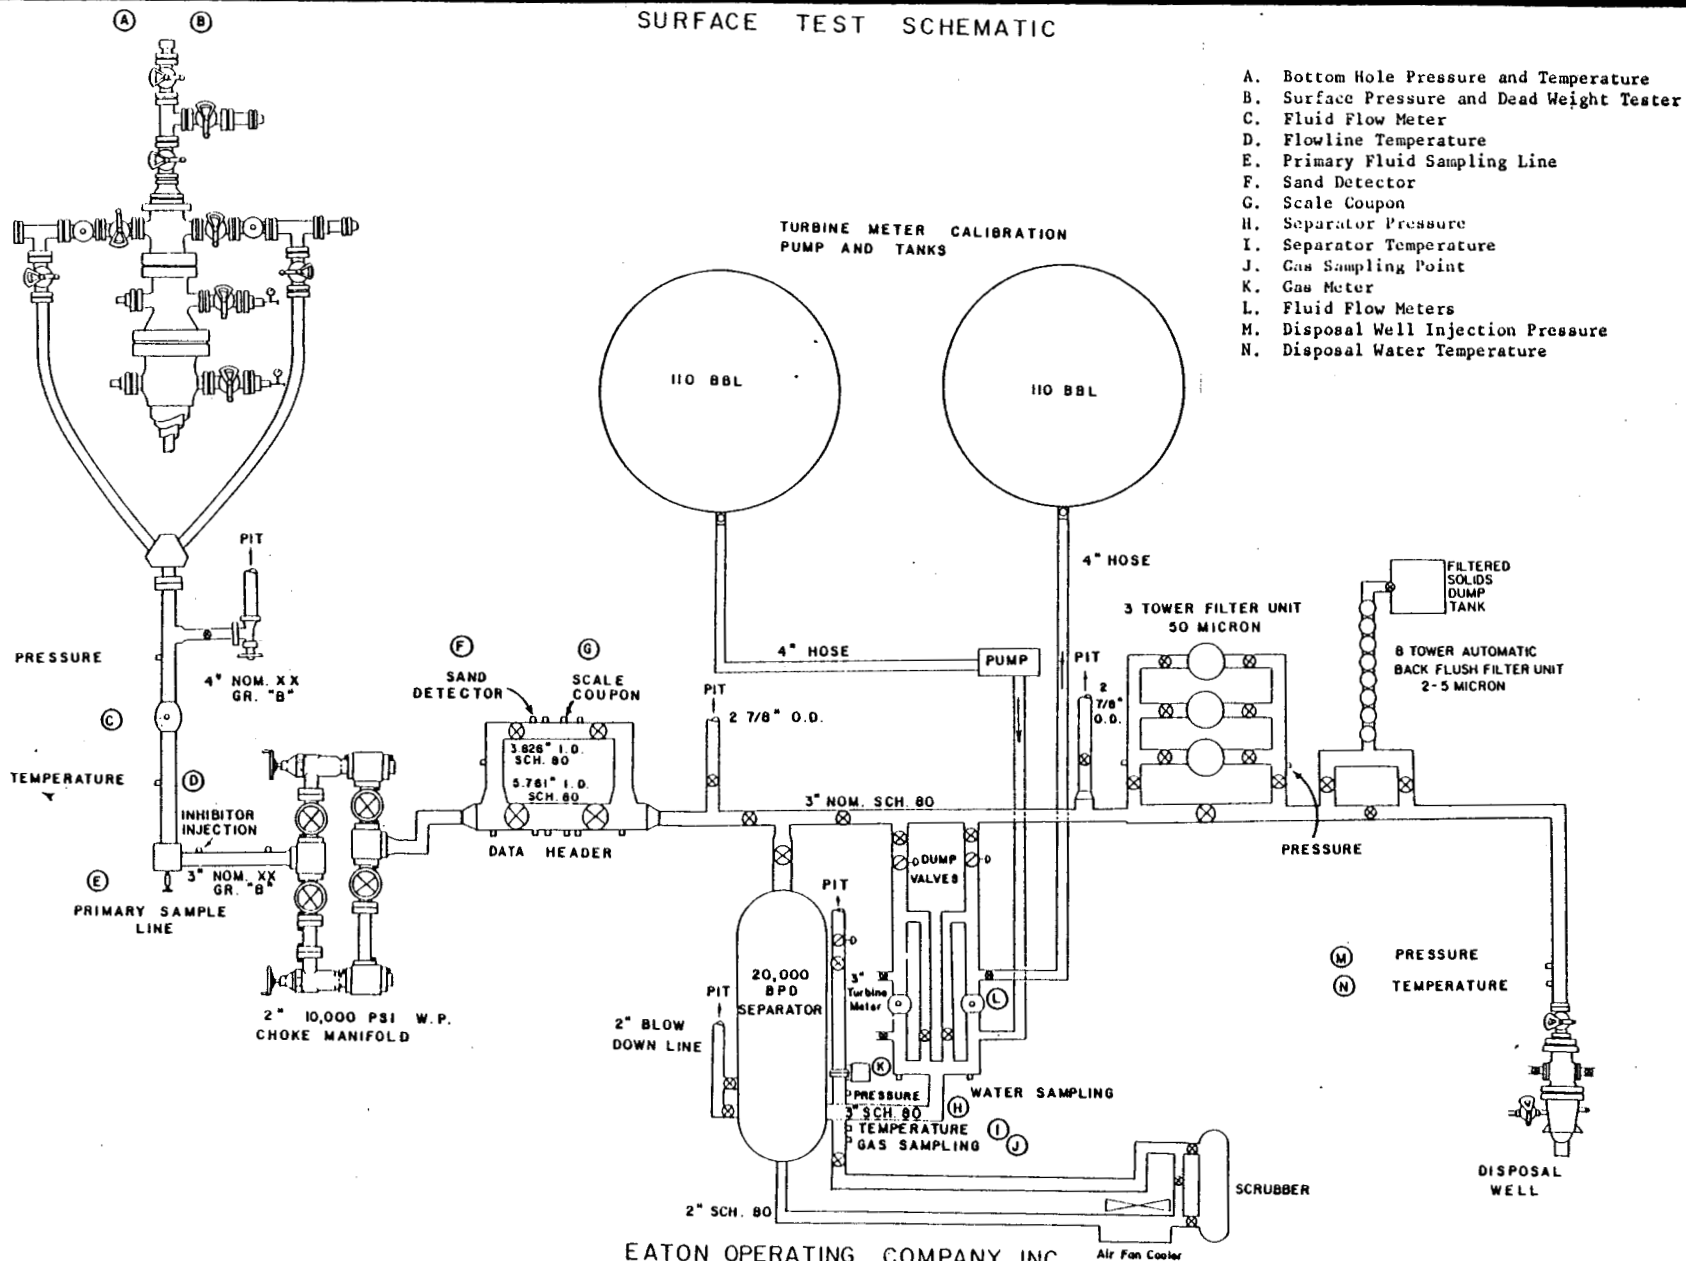 SURFACE TEST SCHEMATIC
A B
A. Bottom Hole Pressure and Temperature
B. Surface Pressure and Dead Weight Tester
C. Fluid Flow Meter
D. Flowline Temperature
E. Primary Fluid Sampling Line
F. Sand Detector
G. Scale Coupon
H. Separator Pressure
I. Separator Temperature
J. Gas Sampling Point
K. Gas Meter
L. Fluid Flow Meters
M. Disposal Well Injection Pressure
N. Disposal Water Temperature
TURBINE METER CALIBRATION
PUMP AND TANKS
110 BBL
110 BBL
PIT
4" HOSE
FILTERED
SOLIDS
DUMP
TANK
3 TOWER FILTER UNIT
50 MICRON
8 TOWER AUTOMATIC
BACK FLUSH FILTER UNIT
2-5 MICRON
PRESSURE
4" NOM. XX
GR. "B"
F
SAND
DETECTOR
G
SCALE
COUPON
4" HOSE
PUMP
PIT
2
7/8"
O.D.
PIT
2 7/8" O.D.
C
3.826" I.D.
SCH. 80
5.761" I.D.
SCH. 80
TEMPERATURE
D
INHIBITOR
INJECTION
3" NOM. SCH. 80
DATA HEADER
PRESSURE
E
3" NOM. XX
GR. "B"
PRIMARY SAMPLE
LINE
D
DUMP
VALVES
D
PIT
D
2" 10,000 PSI W.P.
CHOKE MANIFOLD
20,000
BPD
SEPARATOR
PIT
2" BLOW
DOWN LINE
3"
Turbine
Meter
L
K
M PRESSURE
N TEMPERATURE
PRESSURE
3" SCH. 80
H
WATER SAMPLING
TEMPERATURE
I
GAS SAMPLING
J
DISPOSAL
WELL
SCRUBBER
2" SCH. 80
Air Fan Cooler
EATON OPERATING COMPANY INC